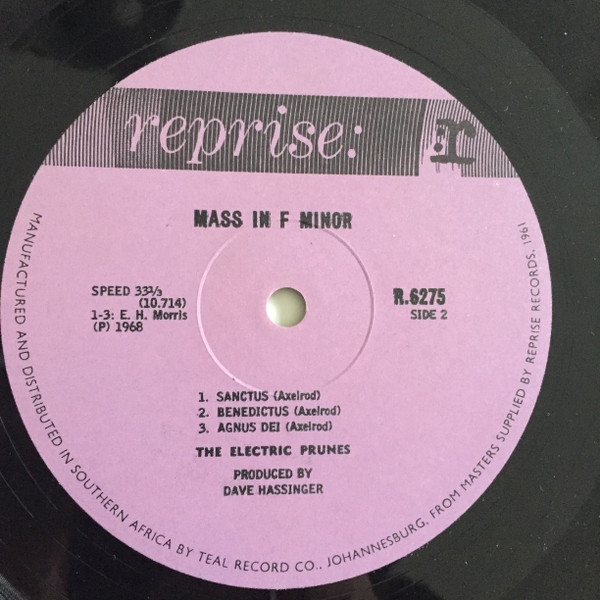 reprise:
:r
MASS IN F MINOR
SPEED 33⅓
(10.714)
1-3: E. H. Morris
(P) 1968
R.6275
SIDE 2
1. SANCTUS (Axelrod)
2. BENEDICTUS (Axelrod)
3. AGNUS DEI (Axelrod)
THE ELECTRIC PRUNES
PRODUCED BY
DAVE HASSINGER
MANUFACTURED AND DISTRIBUTED IN SOUTHERN AFRICA BY TEAL RECORD CO., JOHANNESBURG, FROM MASTERS SUPPLIED BY REPRISE RECORDS, 1961